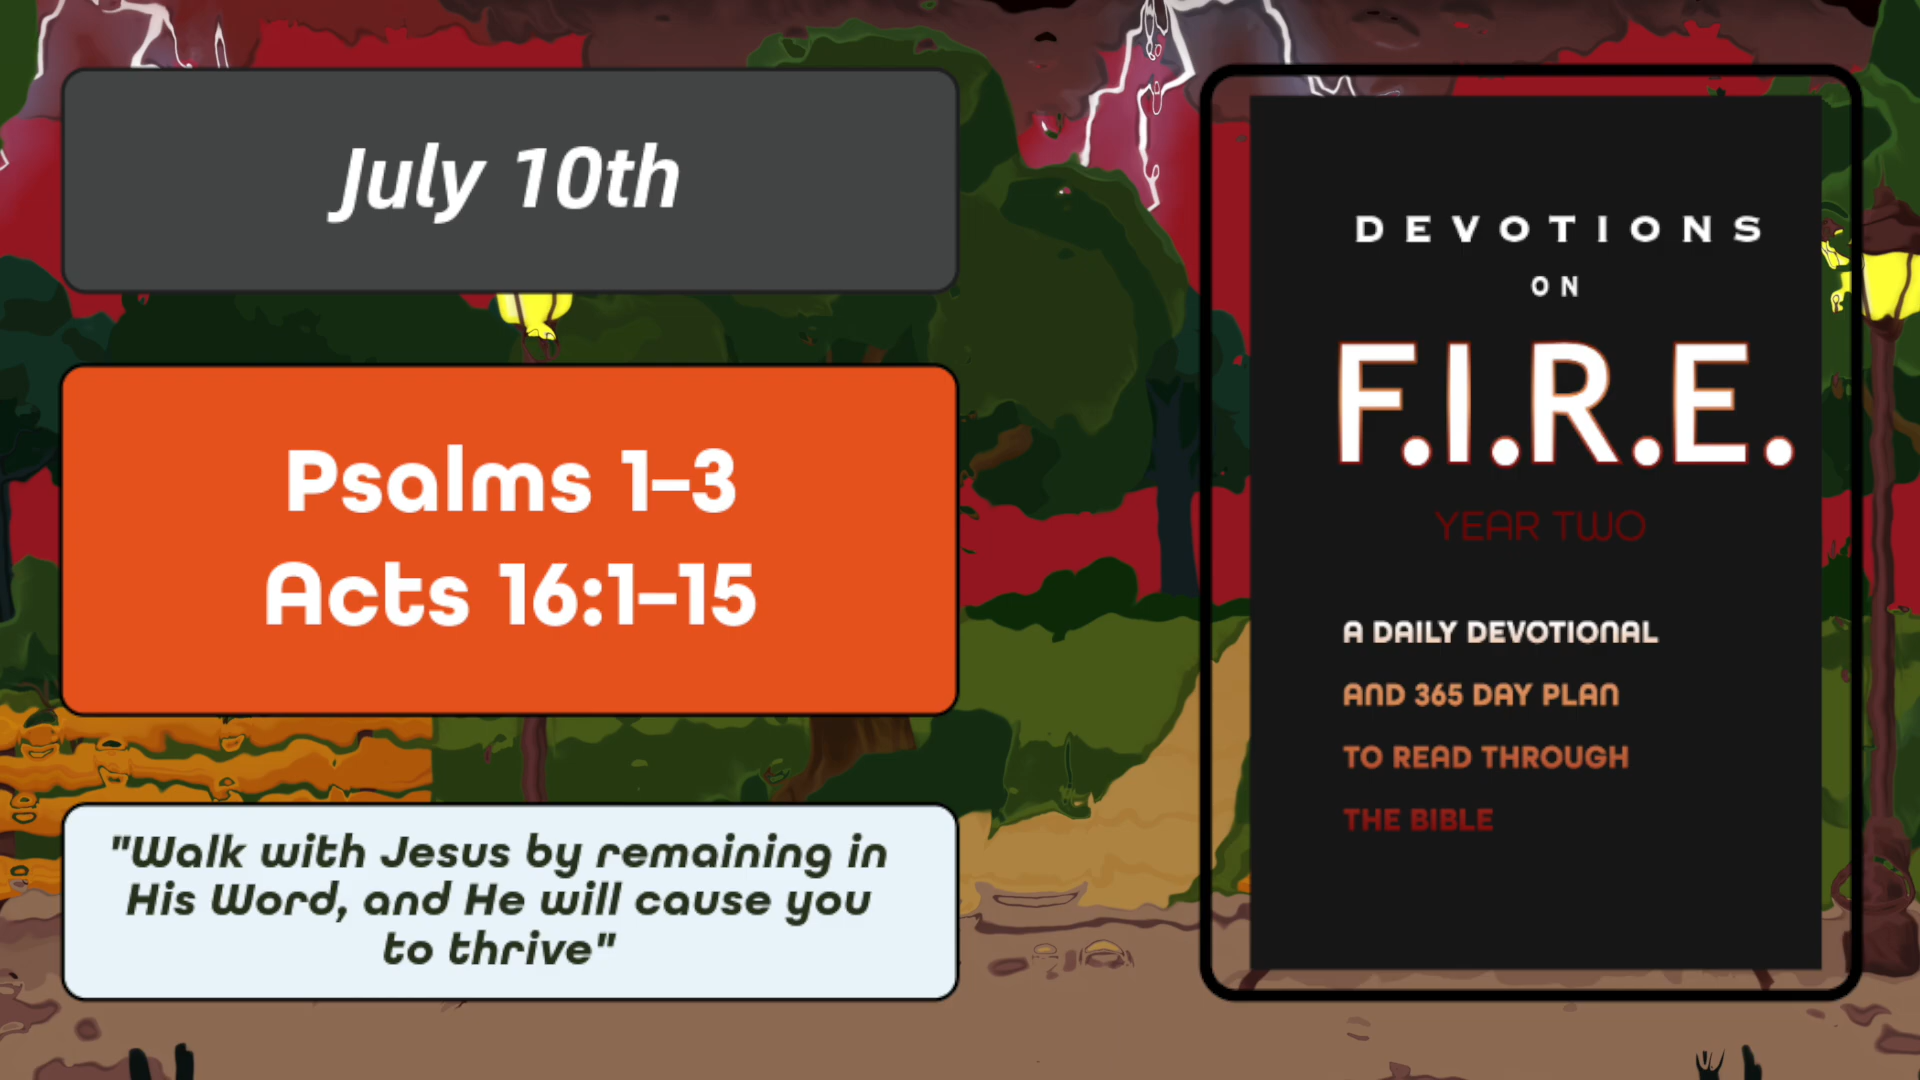 July 10th
Psalms 1–3
Acts 16:1–15
"Walk with Jesus by remaining in
His Word, and He will cause you
to thrive"
DEVOTIONS
ON
F.I.R.E.
YEAR TWO
A DAILY DEVOTIONAL
AND 365 DAY PLAN
TO READ THROUGH
THE BIBLE